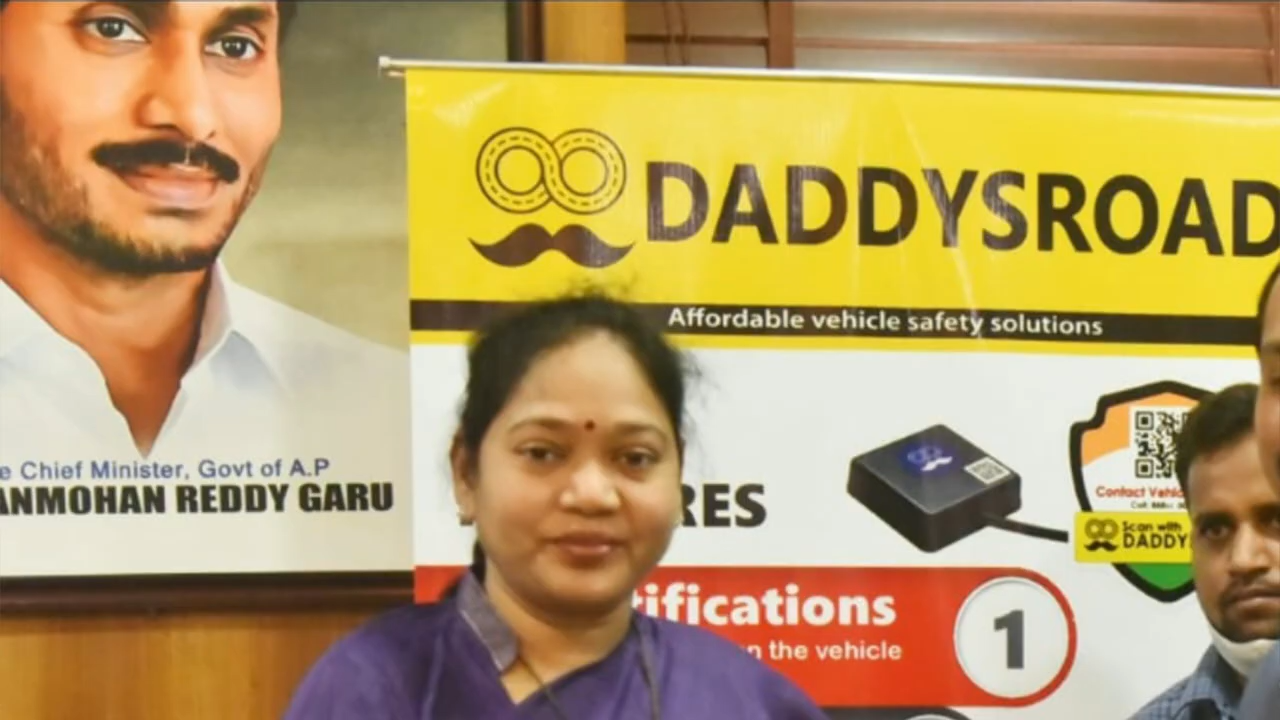 e Chief Minister, Govt of A.P
ANMOHAN REDDY GARU
DADDYSROAD
Affordable vehicle safety solutions
RES
Contact Vehic
Scan with
DADDY
tifications
n the vehicle
1